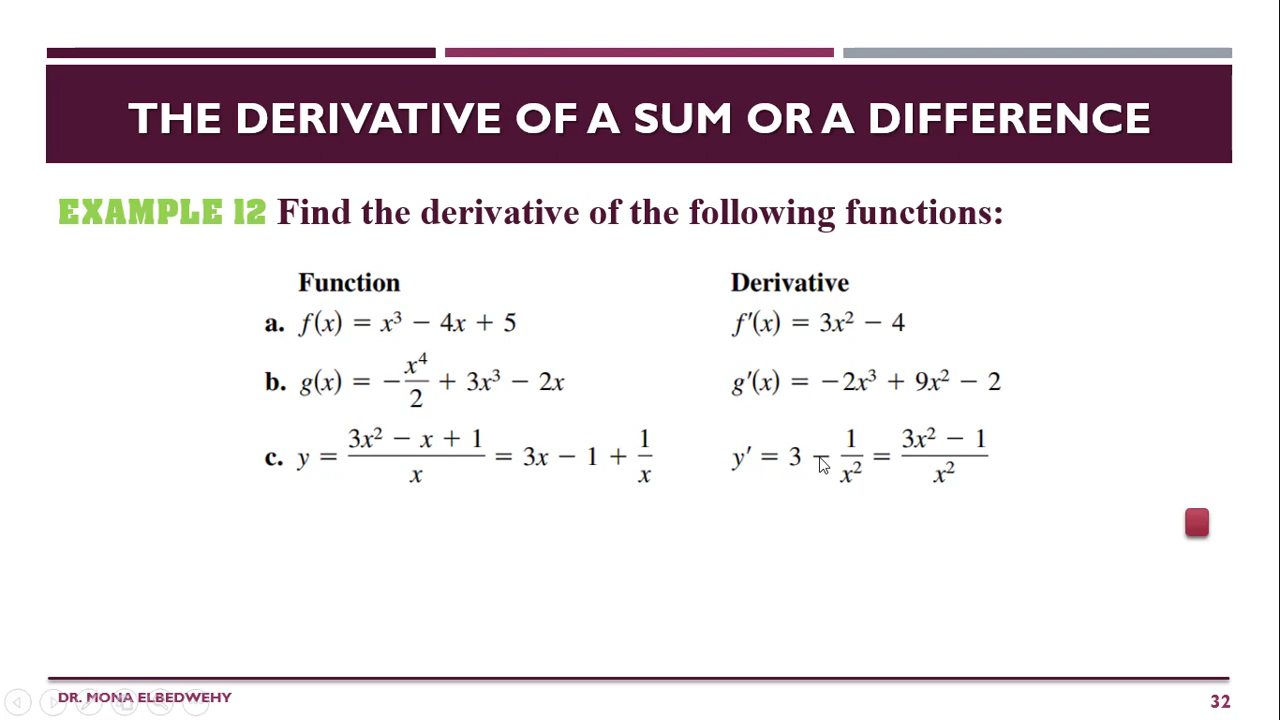 THE DERIVATIVE OF A SUM OR A DIFFERENCE
EXAMPLE 12 Find the derivative of the following functions:
Function Derivative
a. f(x) = x³ − 4x + 5 f′(x) = 3x² − 4
b. g(x) = −x⁴/2 + 3x³ − 2x g′(x) = −2x³ + 9x² − 2
c. y = (3x² − x + 1)/x = 3x − 1 + 1/x y′ = 3 − 1/x² = (3x² − 1)/x²
DR. MONA ELBEDWEHY 32